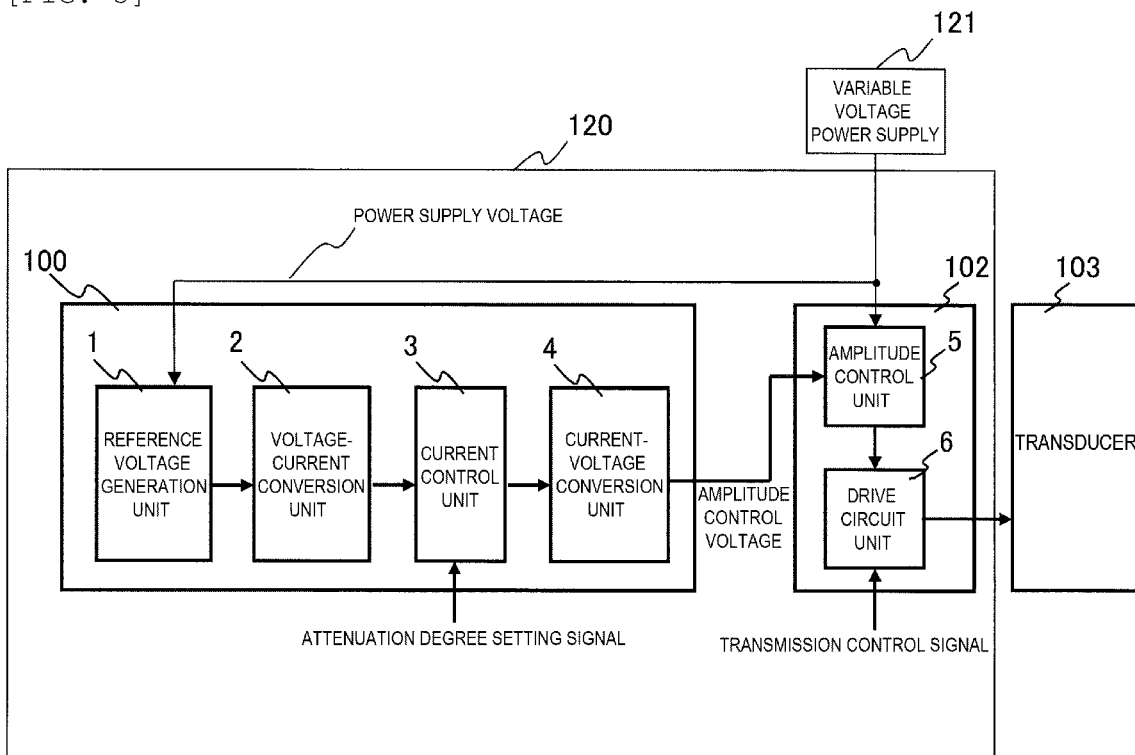 121
VARIABLE
VOLTAGE
POWER SUPPLY
120
POWER SUPPLY VOLTAGE
100
102
103
1
REFERENCE
VOLTAGE
GENERATION
UNIT
2
VOLTAGE-
CURRENT
CONVERSION
UNIT
3
CURRENT
CONTROL
UNIT
4
CURRENT-
VOLTAGE
CONVERSION
UNIT
AMPLITUDE
CONTROL
UNIT
5
AMPLITUDE
CONTROL
VOLTAGE
6
DRIVE
CIRCUIT
UNIT
TRANSDUCER
ATTENUATION DEGREE SETTING SIGNAL
TRANSMISSION CONTROL SIGNAL